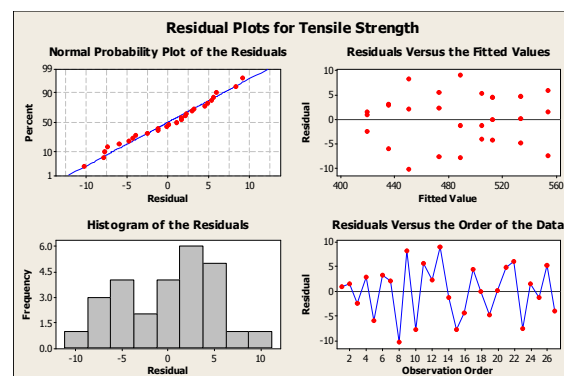 Residual Plots for Tensile Strength
Normal Probability Plot of the Residuals
99
90
50
10
1
Percent
-10 -5 0 5 10
Residual
Residuals Versus the Fitted Values
10
5
0
-5
-10
Residual
400 440 480 520 560
Fitted Value
Histogram of the Residuals
6.0
4.5
3.0
1.5
0.0
Frequency
-10 -5 0 5 10
Residual
Residuals Versus the Order of the Data
10
5
0
-5
-10
Residual
2 4 6 8 10 12 14 16 18 20 22 24 26
Observation Order